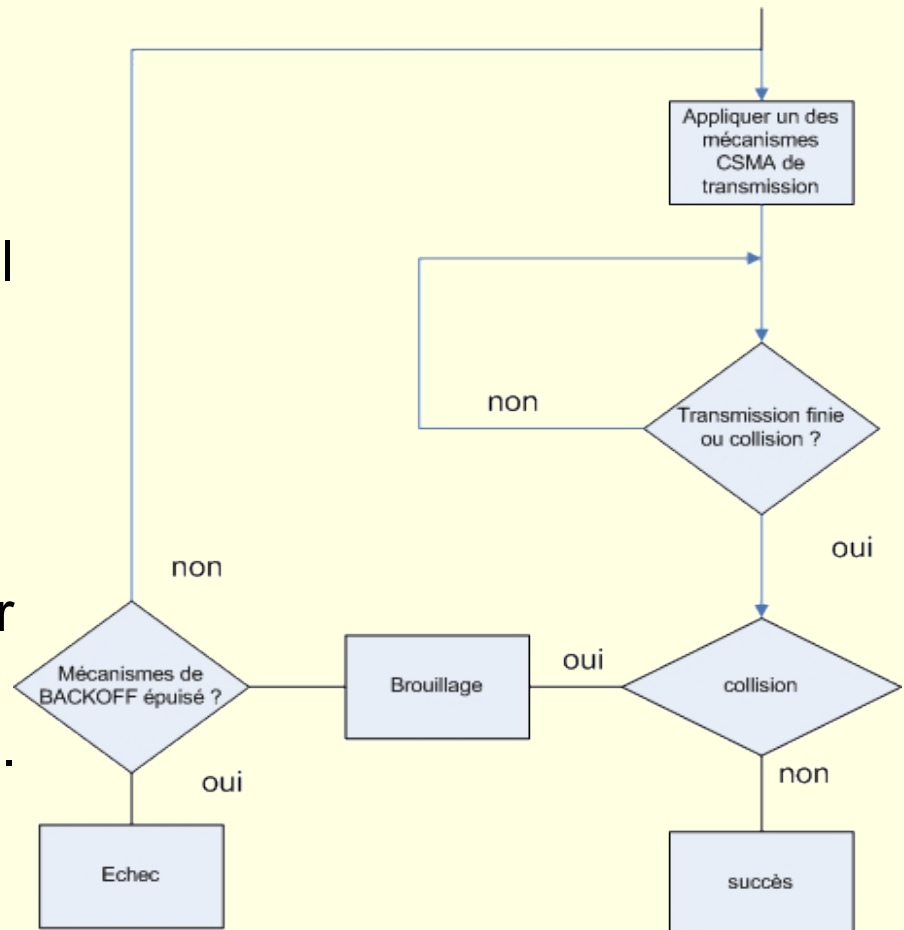 Appliquer un des
mécanismes
CSMA de
transmission
l
non
Transmission finie
ou collision ?
oui
non
r
Mécanismes de
BACKOFF épuisé ?
Brouillage
oui
collision
.
oui
non
Echec
succès